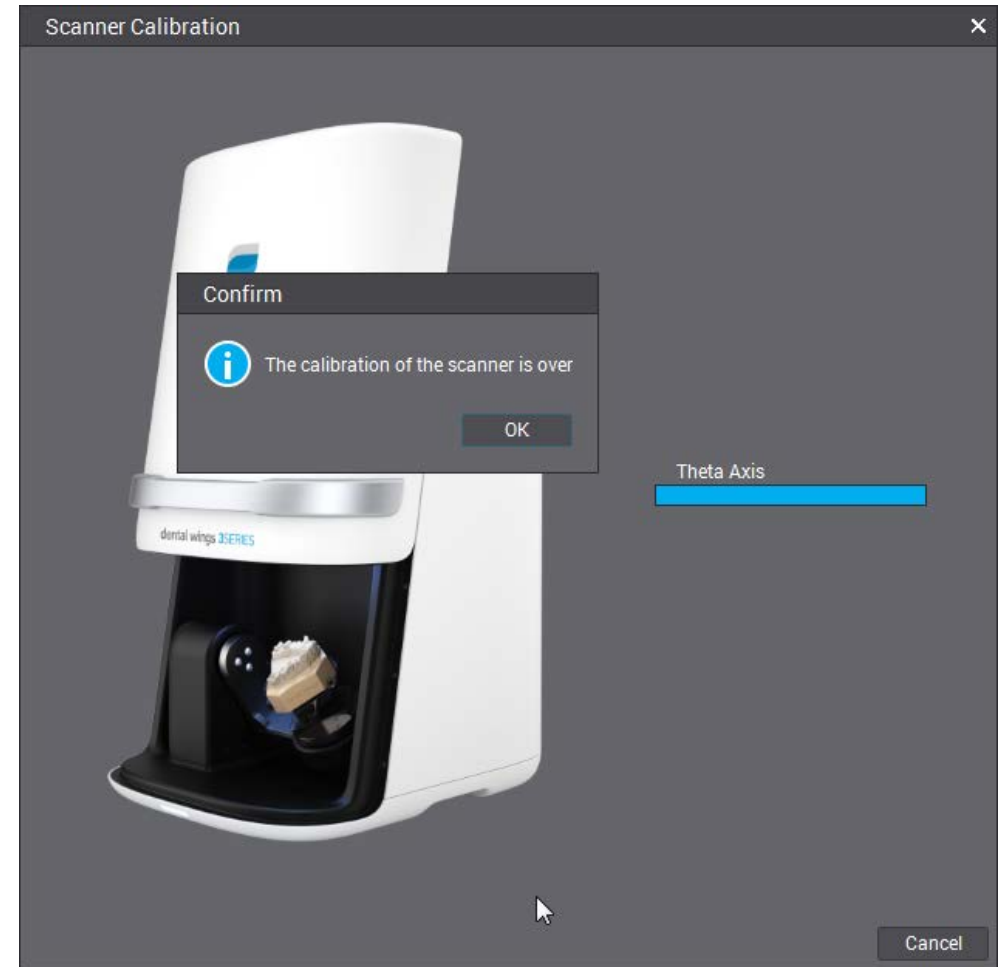 Scanner Calibration
Confirm
The calibration of the scanner is over
OK
Theta Axis
dental wings 3SERIES
Cancel